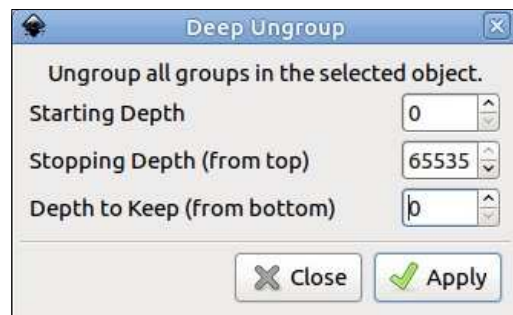 Deep Ungroup
Ungroup all groups in the selected object.
Starting Depth 0
Stopping Depth (from top) 65535
Depth to Keep (from bottom) 0
Close Apply